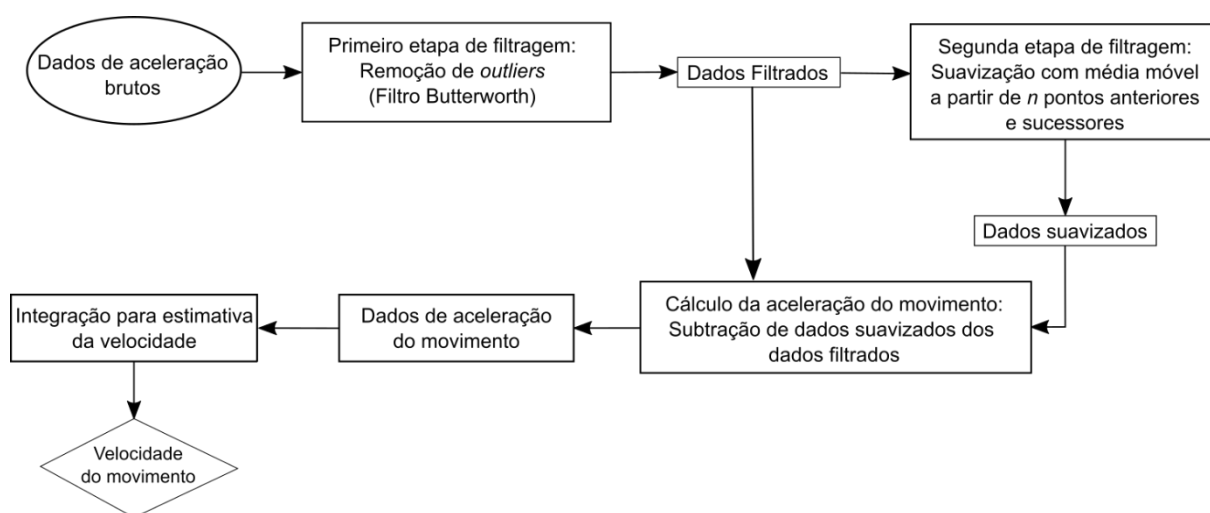 Dados de aceleração
brutos
Primeiro etapa de filtragem:
Remoção de outliers
(Filtro Butterworth)
Dados Filtrados
Segunda etapa de filtragem:
Suavização com média móvel
a partir de n pontos anteriores
e sucessores
Dados suavizados
Cálculo da aceleração do movimento:
Subtração de dados suavizados dos
dados filtrados
Dados de aceleração
do movimento
Integração para estimativa
da velocidade
Velocidade
do movimento